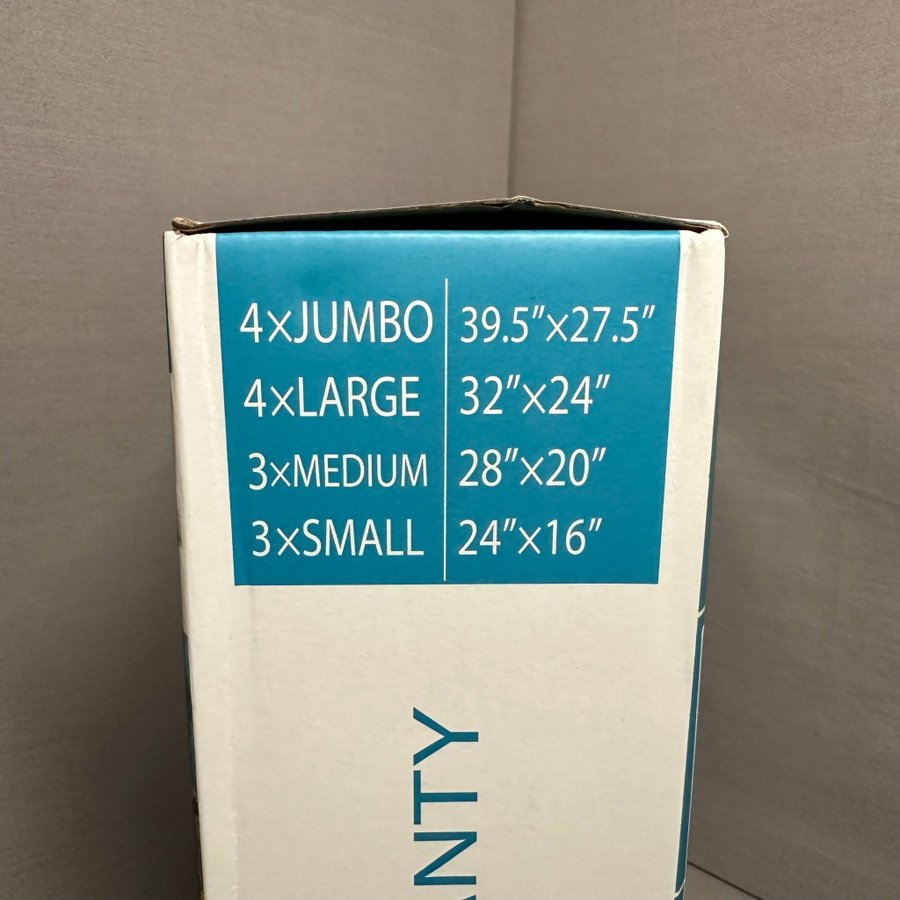 4×JUMBO 39.5”×27.5”
4×LARGE 32”×24”
3×MEDIUM 28”×20”
3×SMALL 24”×16”